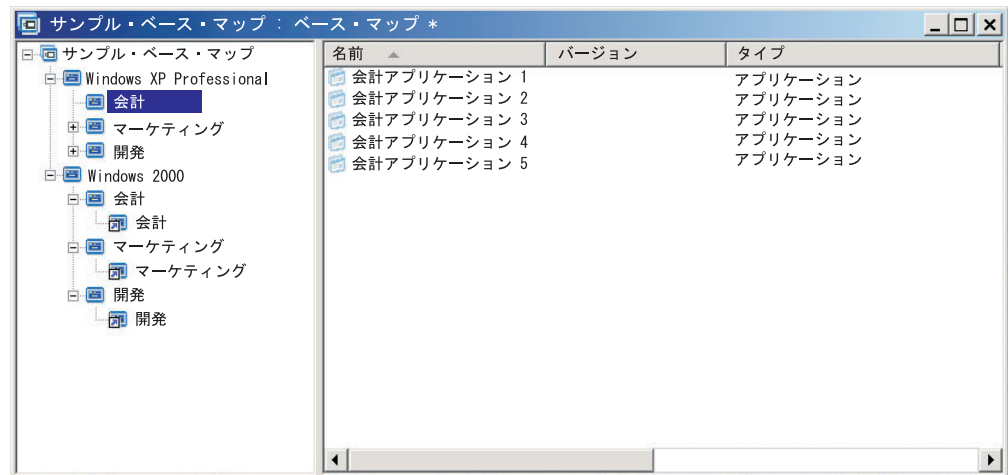 サンプル・ベース・マップ : ベース・マップ *
サンプル・ベース・マップ
Windows XP Professional
会計
マーケティング
開発
Windows 2000
会計
会計
マーケティング
マーケティング
開発
開発
名前 バージョン タイプ
会計アプリケーション 1 アプリケーション
会計アプリケーション 2 アプリケーション
会計アプリケーション 3 アプリケーション
会計アプリケーション 4 アプリケーション
会計アプリケーション 5 アプリケーション